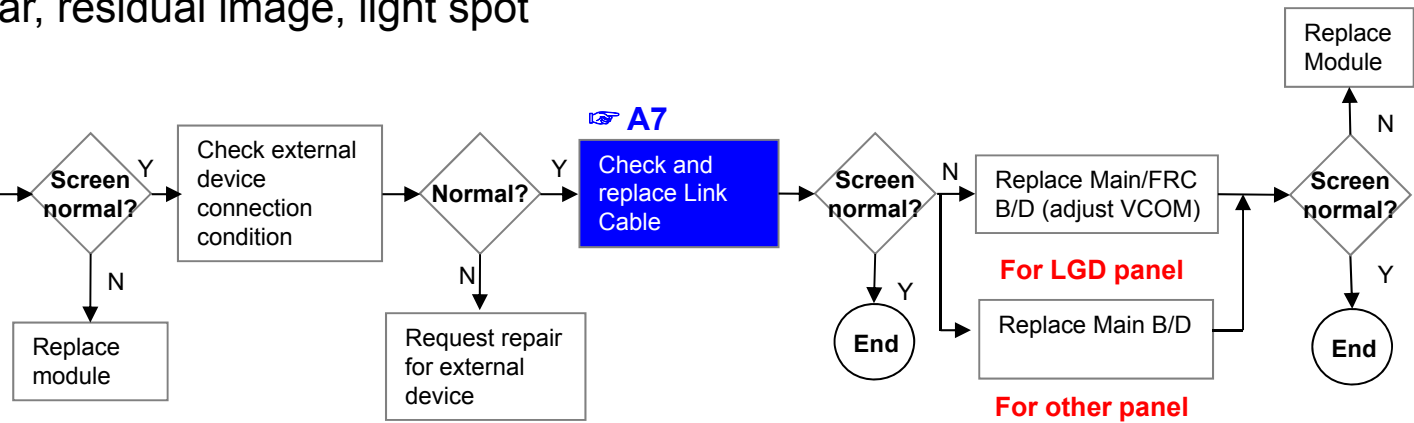 residual image, light spot
Screen
normal?
Y
N
Replace
module
Check external
device
connection
condition
Normal?
Y
N
Request repair
for external
device
☞ A7
Check and
replace Link
Cable
Screen
normal?
N
Y
End
Replace Main/FRC
B/D (adjust VCOM)
For LGD panel
Replace Main B/D
For other panel
Screen
normal?
N
Replace
Module
Y
End